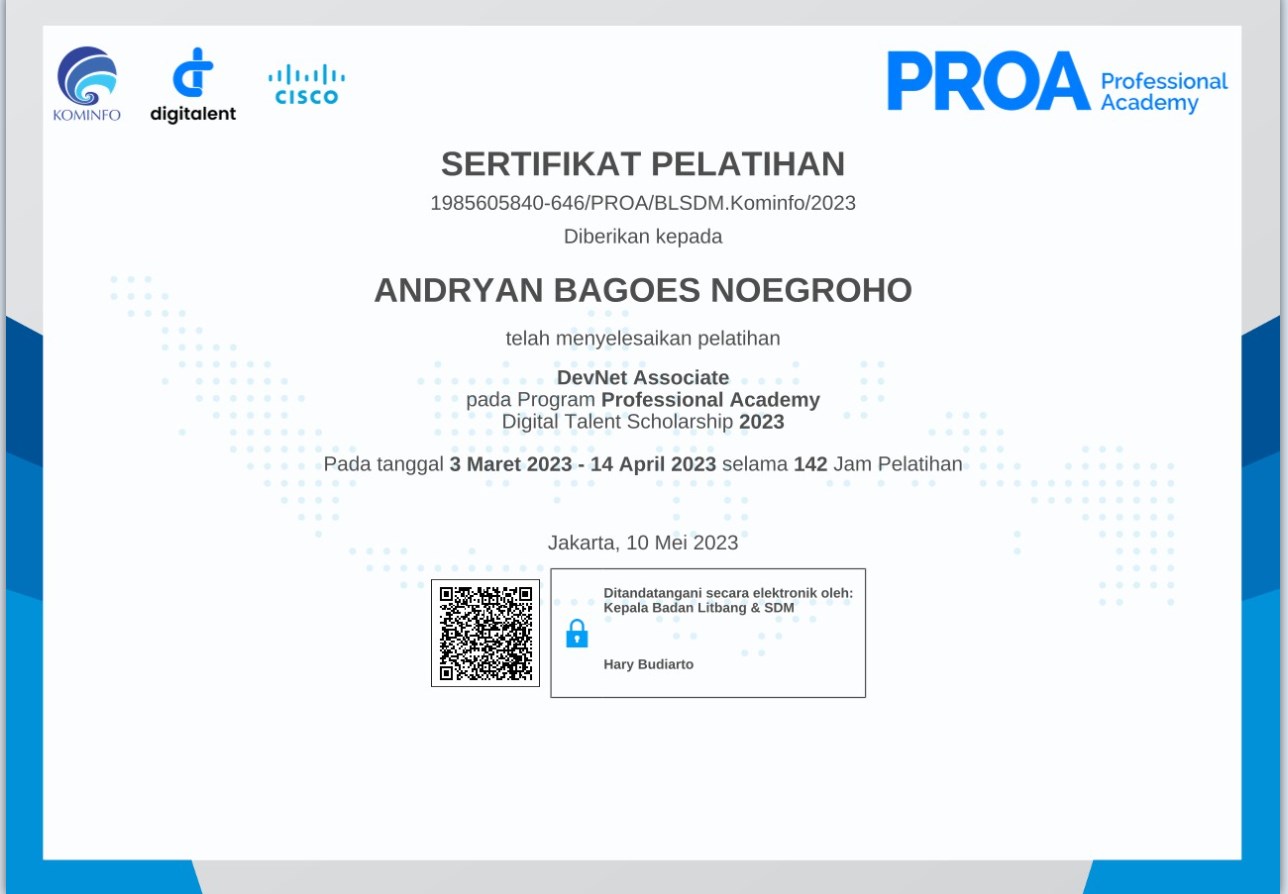 KOMINFO
digitalent
CISCO
PROA Professional
Academy
SERTIFIKAT PELATIHAN
1985605840-646/PROA/BLSDM.Kominfo/2023
Diberikan kepada
ANDRYAN BAGOES NOEGROHO
telah menyelesaikan pelatihan
DevNet Associate
pada Program Professional Academy
Digital Talent Scholarship 2023
Pada tanggal 3 Maret 2023 - 14 April 2023 selama 142 Jam Pelatihan
Jakarta, 10 Mei 2023
Ditandatangani secara elektronik oleh:
Kepala Badan Litbang & SDM
Hary Budiarto